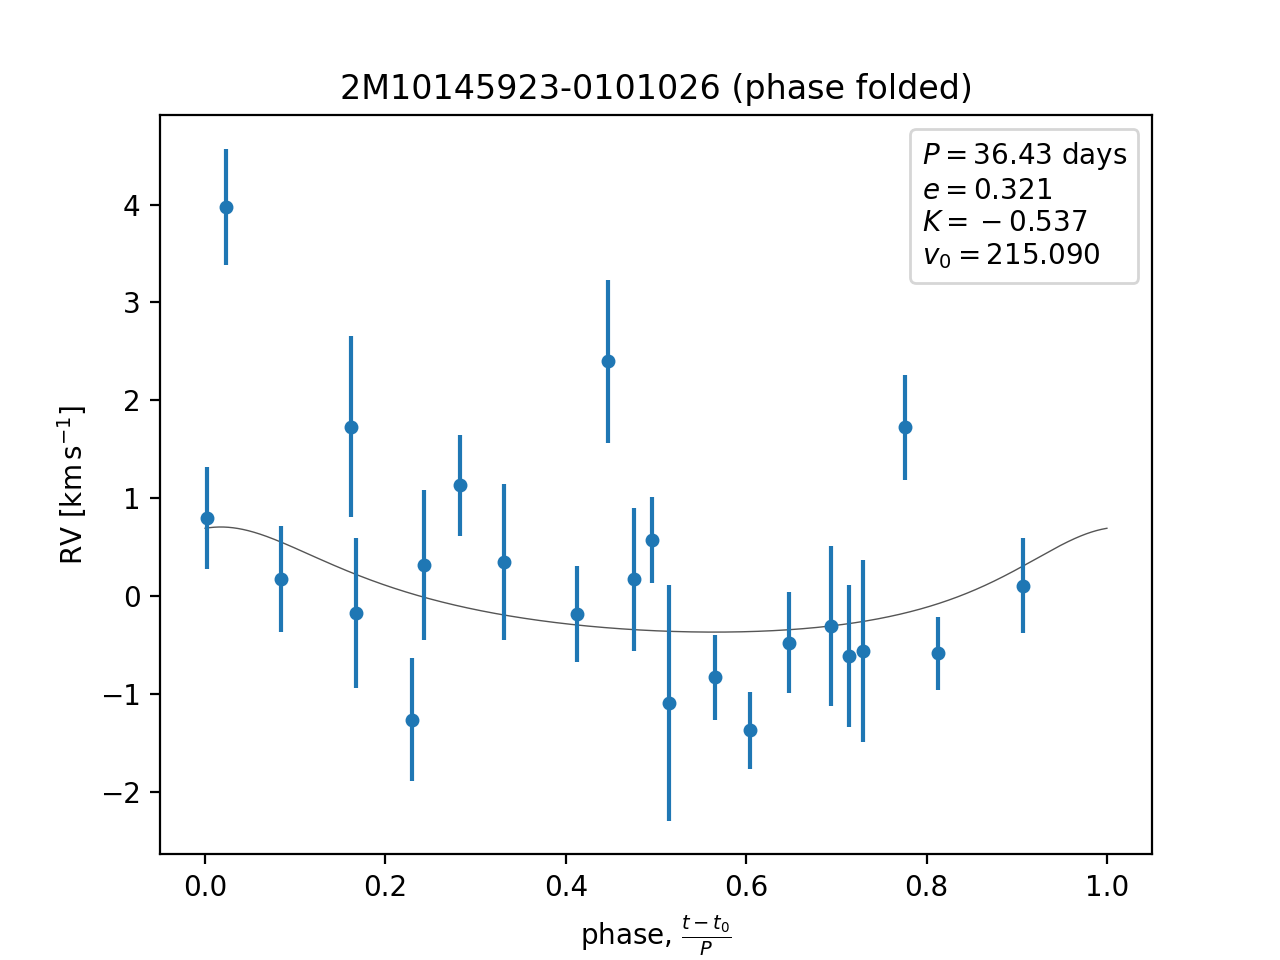 2M10145923-0101026 (phase folded)
P = 36.43 days
e = 0.321
K = −0.537
v₀ = 215.090
RV [km s⁻¹]
4
3
2
1
0
−1
−2
0.0 0.2 0.4 0.6 0.8 1.0
phase, (t − t₀)/P